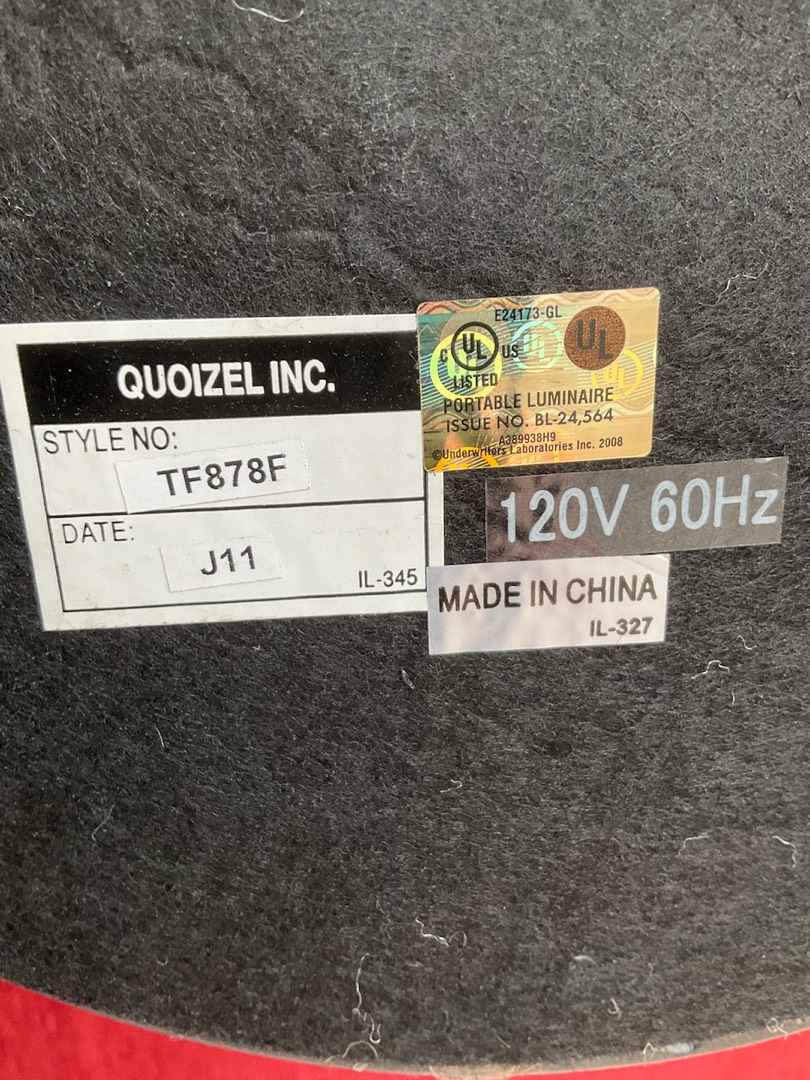 QUOIZEL INC.
STYLE NO:
TF878F
DATE:
J11
IL-345
E24173-GL
C UL US
UL
UL
LISTED
PORTABLE LUMINAIRE
ISSUE NO. BL-24,564
A389938H9
©Underwriters Laboratories Inc. 2008
120V 60Hz
MADE IN CHINA
IL-327